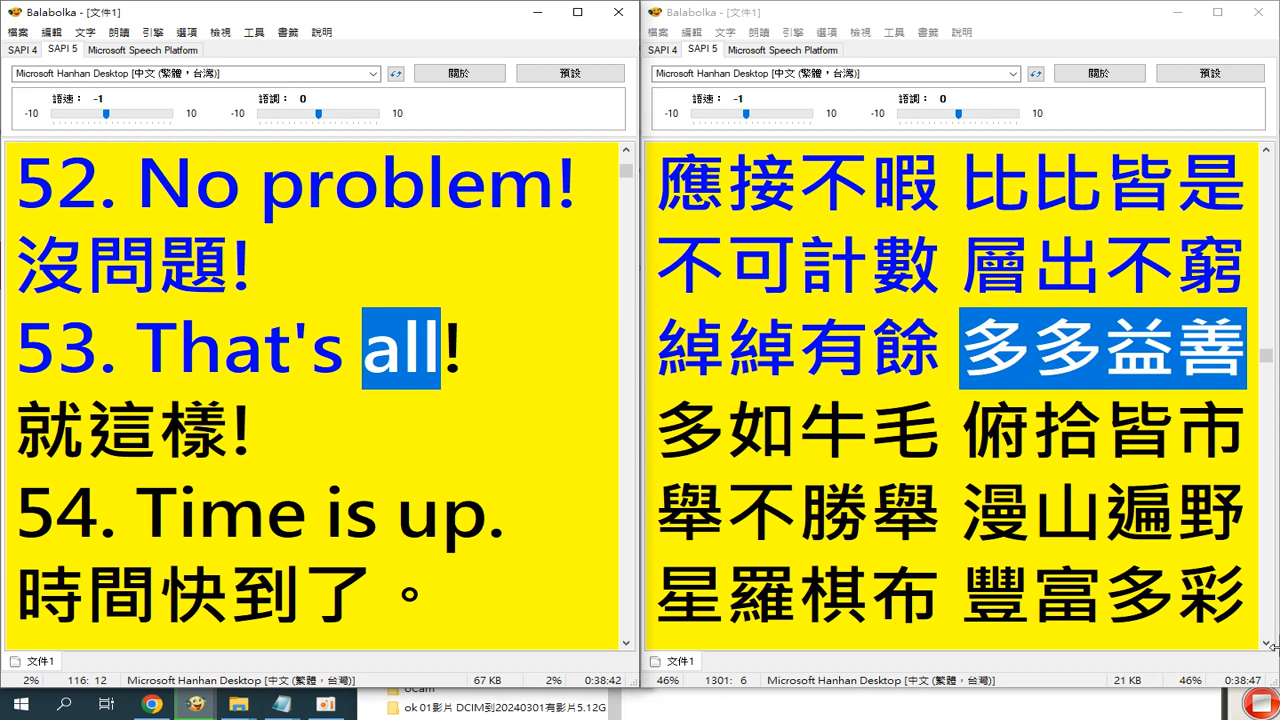 Balabolka - [文件1]
檔案 編輯 文字 朗讀 引擎 選項 檢視 工具 書籤 說明
SAPI 4 SAPI 5 Microsoft Speech Platform
Microsoft Hanhan Desktop [中文 (繁體，台灣)] 關於 預設
語速： -1 語調： 0
-10 10 -10 10
52. No problem!
沒問題!
53. That's all!
就這樣!
54. Time is up.
時間快到了。
文件1
2% 116: 12 Microsoft Hanhan Desktop [中文 (繁體，台灣)] 67 KB 2% 0:38:42
Balabolka - [文件1]
檔案 編輯 文字 朗讀 引擎 選項 檢視 工具 書籤 說明
SAPI 4 SAPI 5 Microsoft Speech Platform
Microsoft Hanhan Desktop [中文 (繁體，台灣)] 關於 預設
語速： -1 語調： 0
-10 10 -10 10
應接不暇 比比皆是
不可計數 層出不窮
綽綽有餘 多多益善
多如牛毛 俯拾皆市
舉不勝舉 漫山遍野
星羅棋布 豐富多彩
文件1
46% 1301: 6 Microsoft Hanhan Desktop [中文 (繁體，台灣)] 21 KB 46% 0:38:47
oCam
ok 01影片 DCIM到20240301有影片5.12G